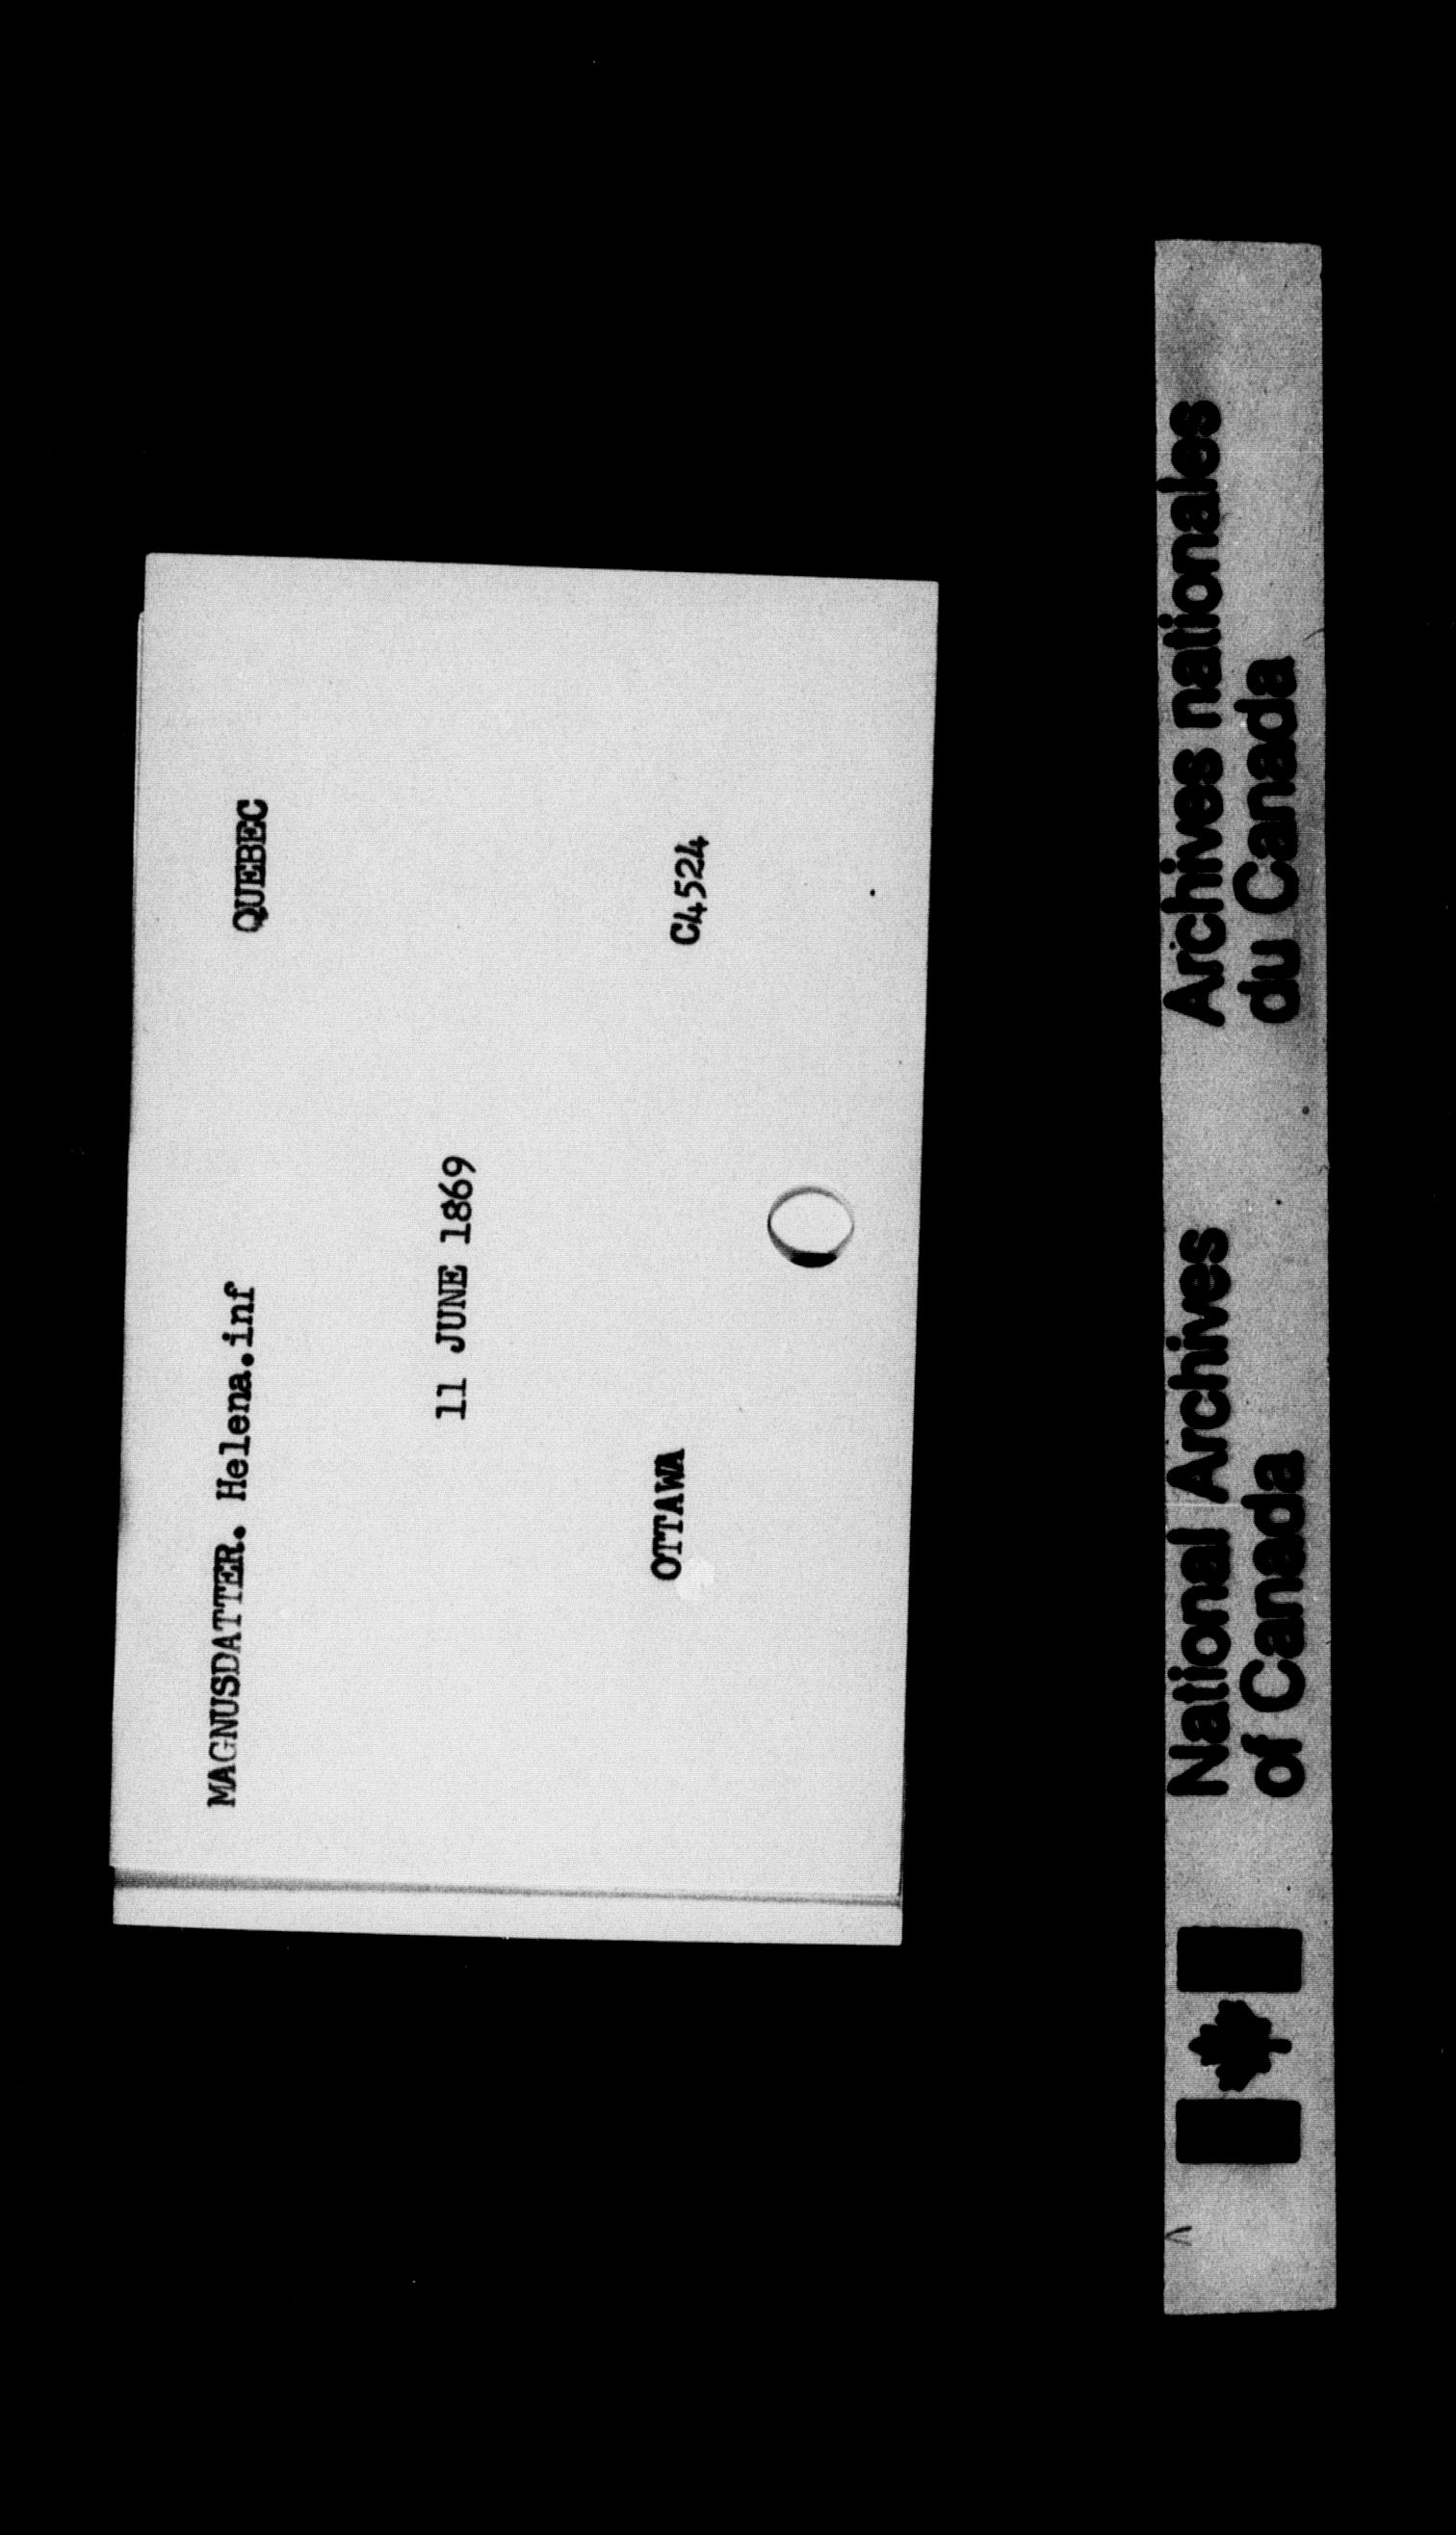 MAGNUSDATTER. Helena.inf QUEBEC
11 JUNE 1869
OTTAWA C4524
National Archives
of Canada
Archives nationales
du Canada